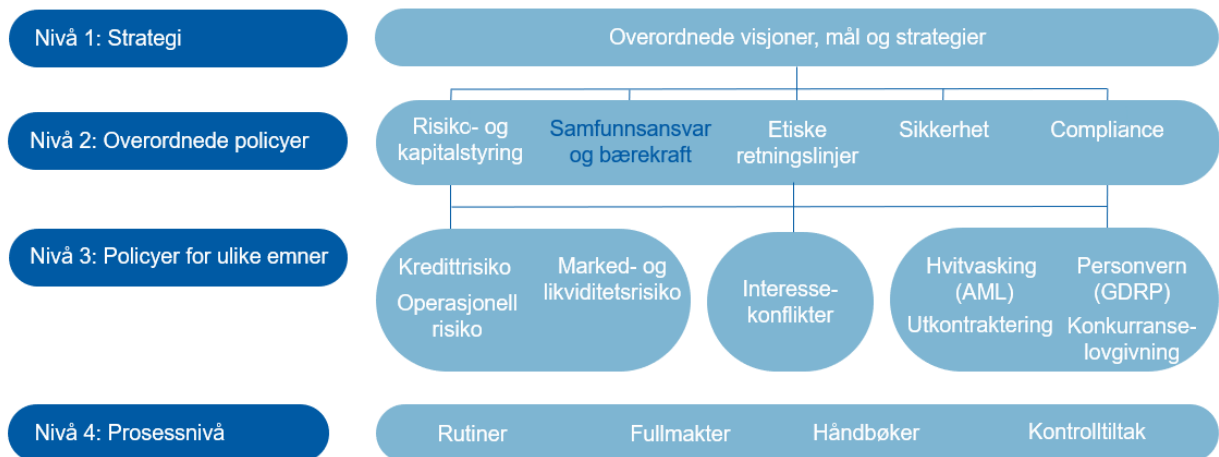 Nivå 1: Strategi
Overordnede visjoner, mål og strategier
Nivå 2: Overordnede policyer
Risiko- og
kapitalstyring
Samfunnsansvar
og bærekraft
Etiske
retningslinjer
Sikkerhet
Compliance
Nivå 3: Policyer for ulike emner
Kredittrisiko
Operasjonell
risiko
Marked- og
likviditetsrisiko
Interesse-
konflikter
Hvitvasking
(AML)
Utkontraktering
Personvern
(GDRP)
Konkurranse-
lovgivning
Nivå 4: Prosessnivå
Rutiner
Fullmakter
Håndbøker
Kontrolltiltak